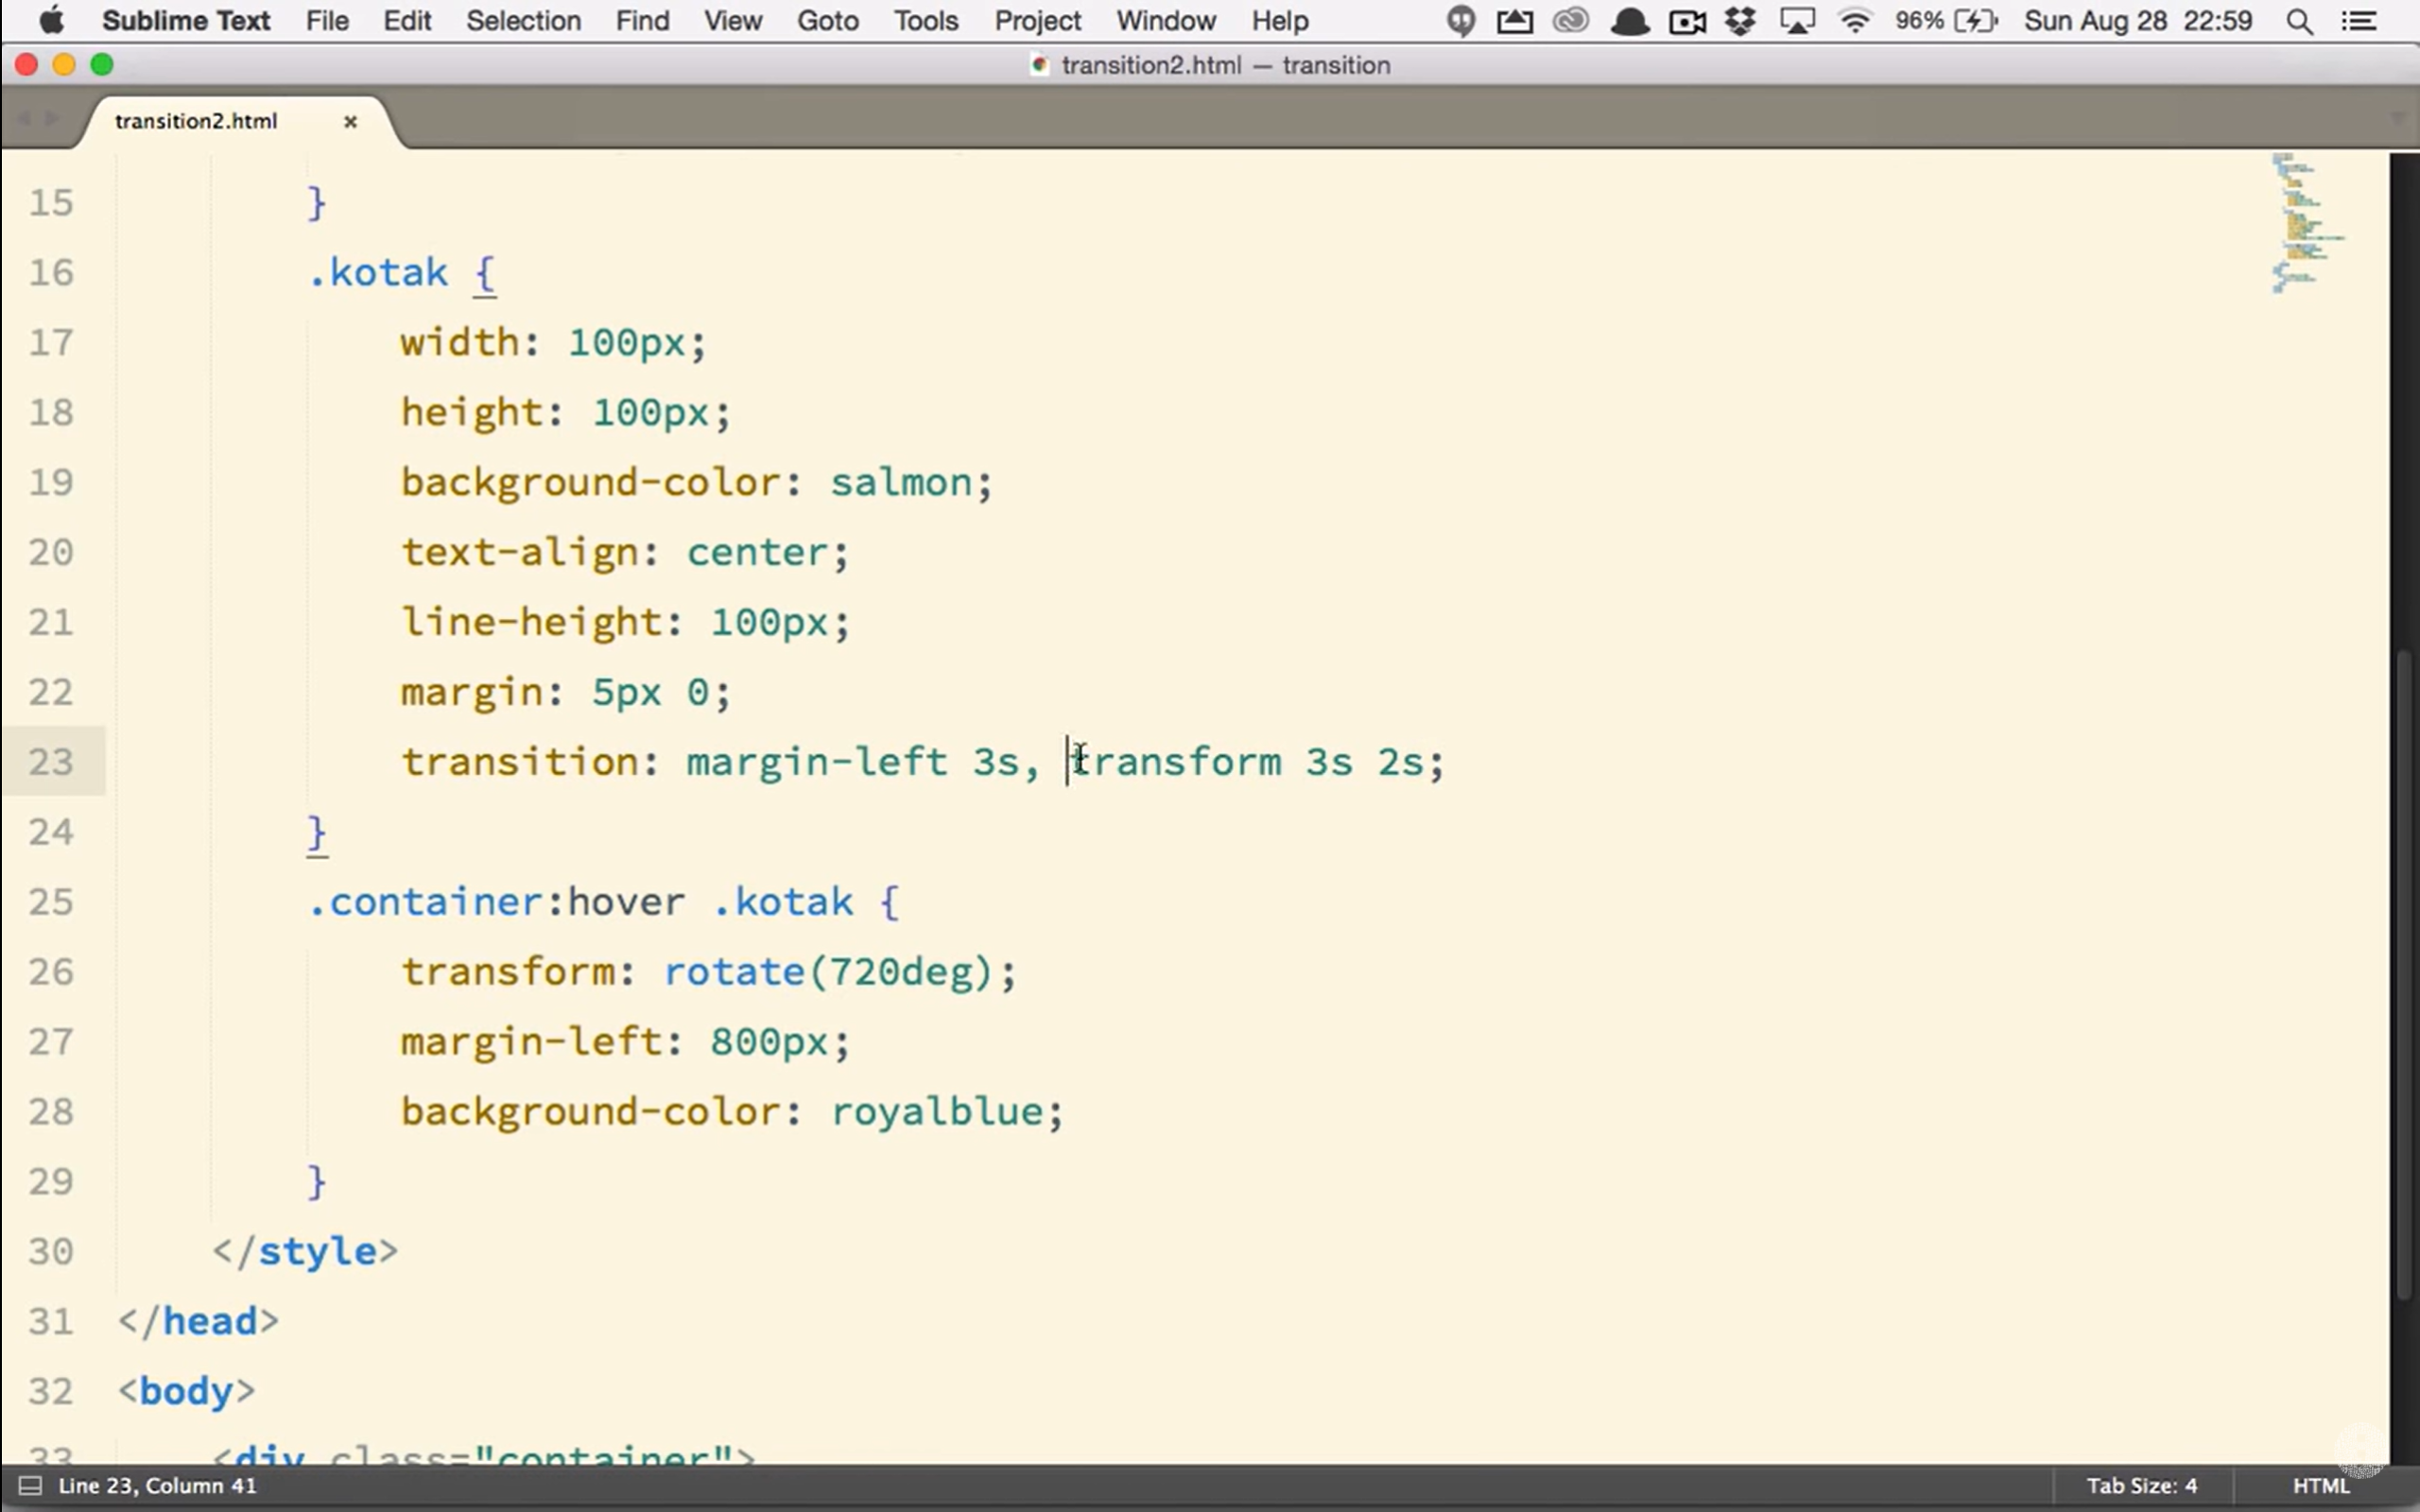 Sublime Text File Edit Selection Find View Goto Tools Project Window Help 96% Sun Aug 28 22:59
transition2.html — transition
transition2.html ×
15 }
16 .kotak {
17 width: 100px;
18 height: 100px;
19 background-color: salmon;
20 text-align: center;
21 line-height: 100px;
22 margin: 5px 0;
23 transition: margin-left 3s, transform 3s 2s;
24 }
25 .container:hover .kotak {
26 transform: rotate(720deg);
27 margin-left: 800px;
28 background-color: royalblue;
29 }
30 </style>
31 </head>
32 <body>
33 <div class="container">
Line 23, Column 41 Tab Size: 4 HTML